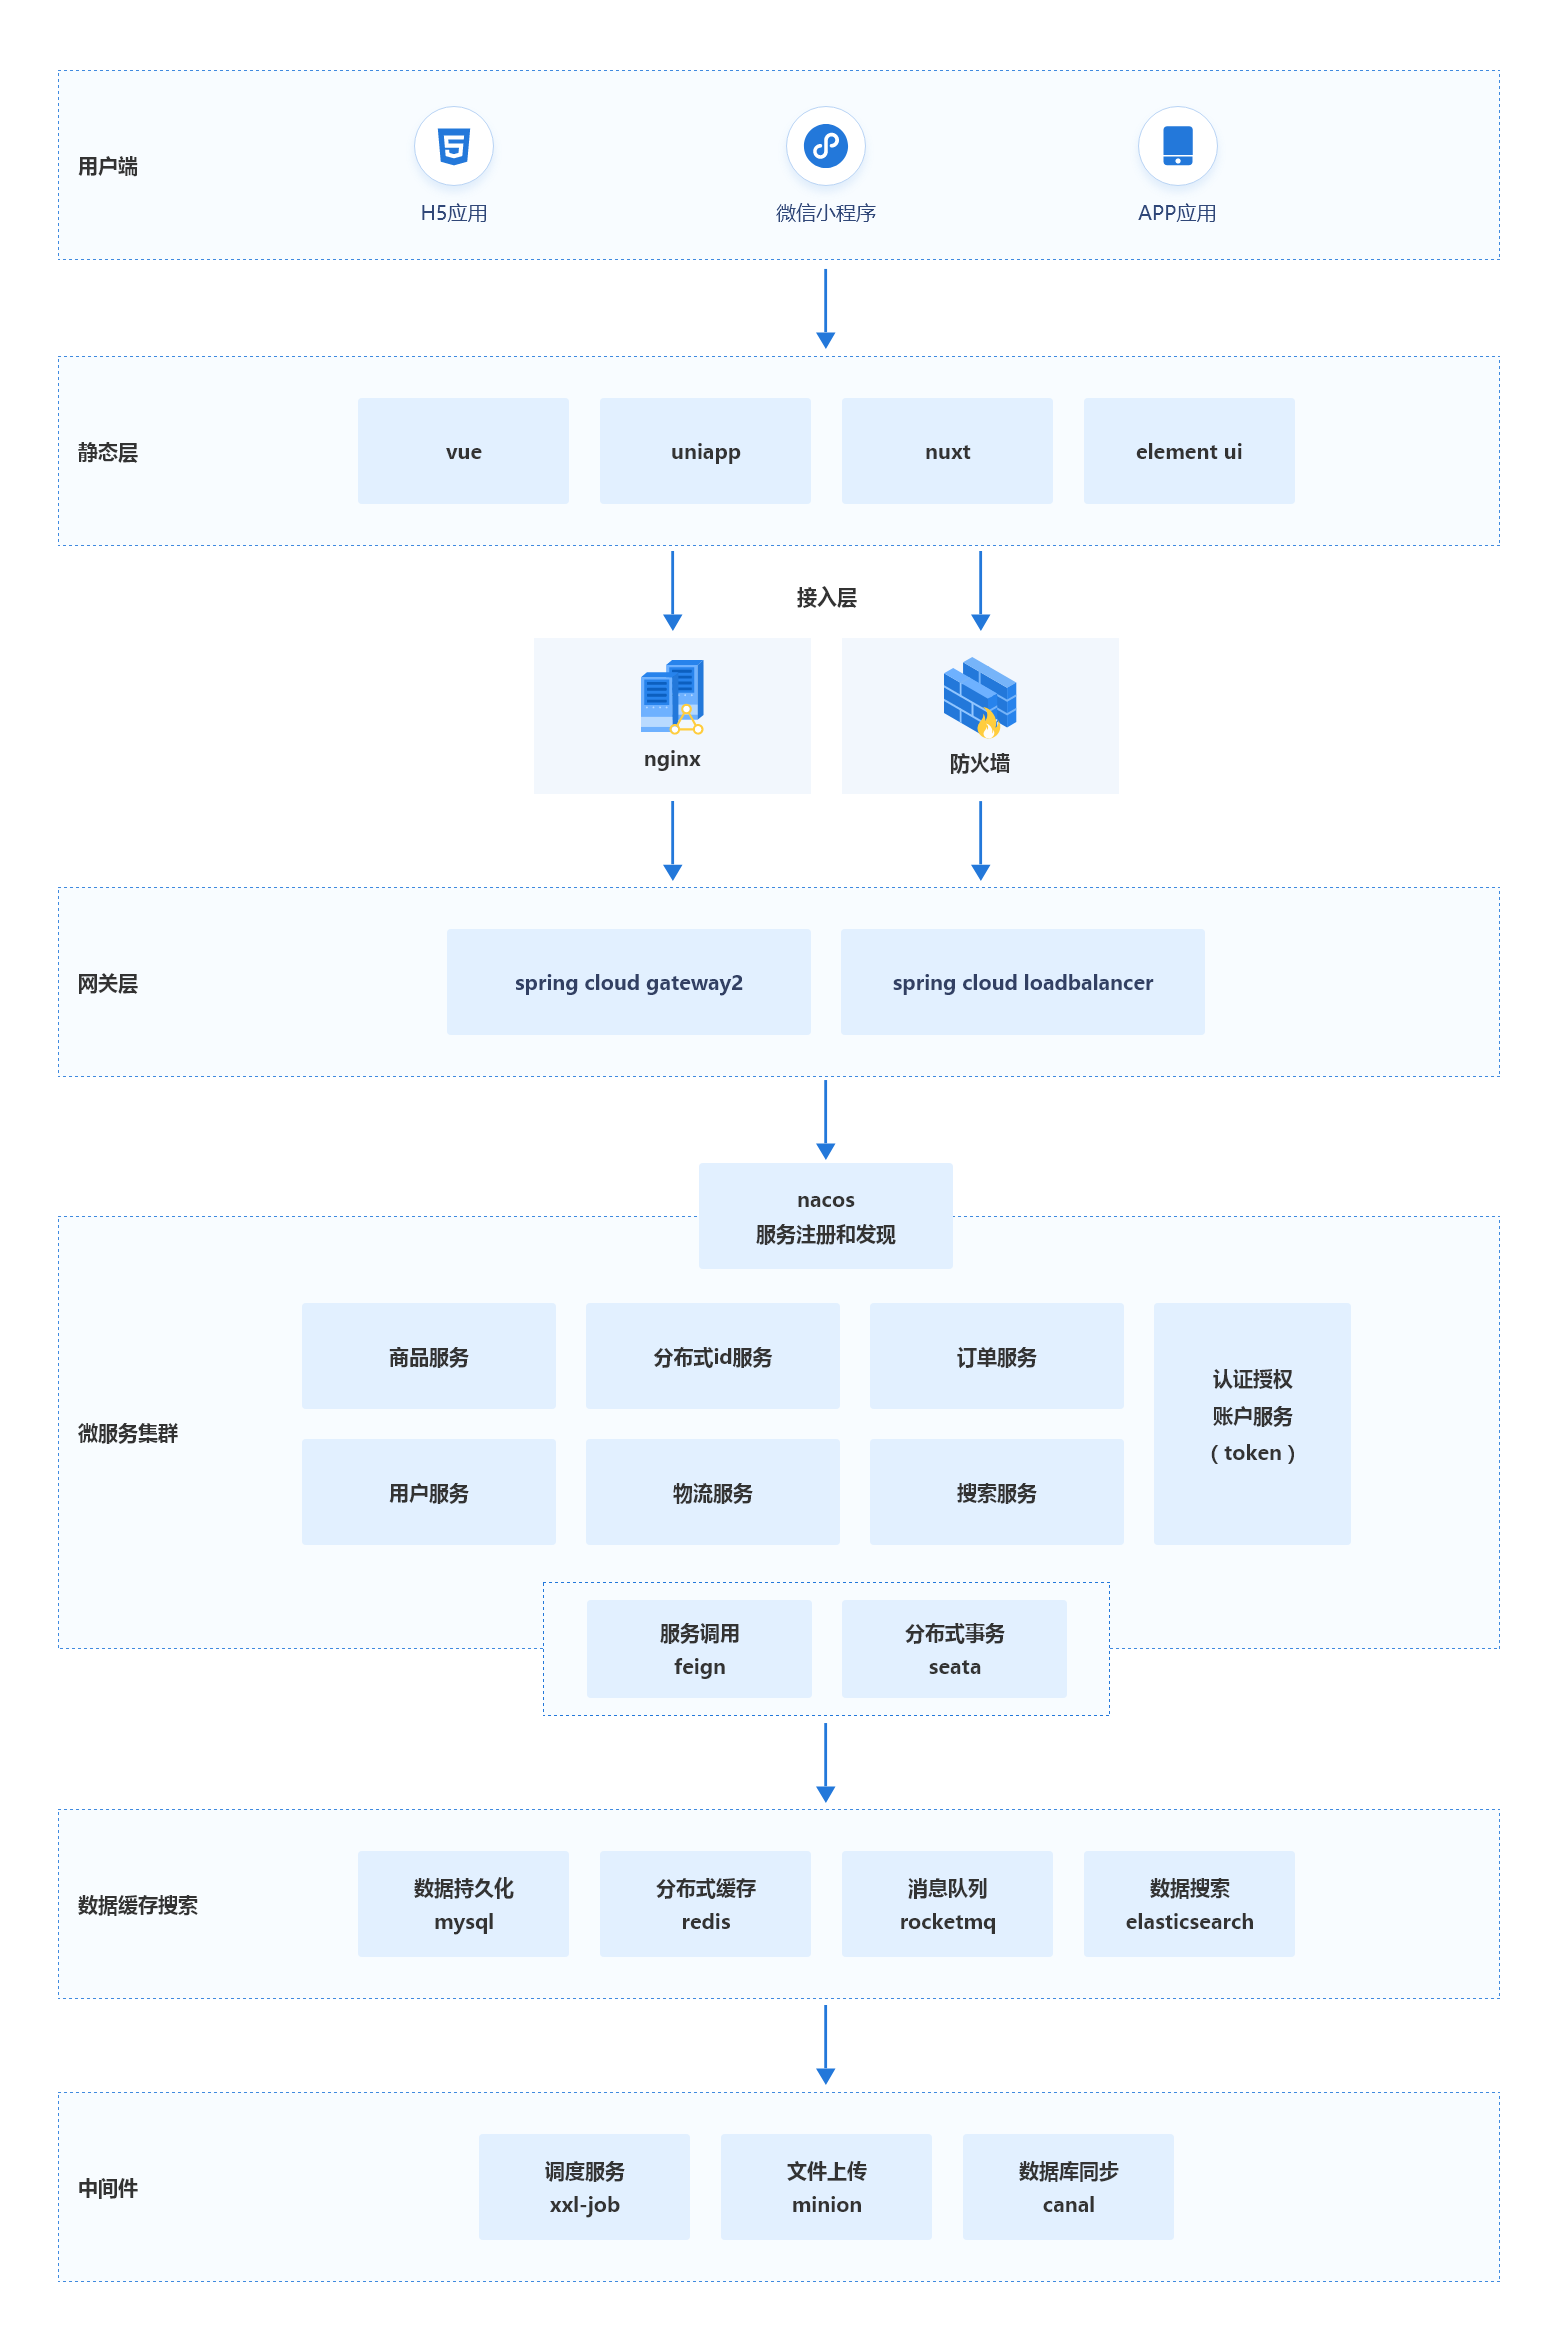 用户端
H5应用
微信小程序
APP应用
静态层
vue
uniapp
nuxt
element ui
接入层
nginx
防火墙
网关层
spring cloud gateway2
spring cloud loadbalancer
nacos
服务注册和发现
微服务集群
商品服务
分布式id服务
订单服务
用户服务
物流服务
搜索服务
认证授权
账户服务
（token）
服务调用
feign
分布式事务
seata
数据缓存搜索
数据持久化
mysql
分布式缓存
redis
消息队列
rocketmq
数据搜索
elasticsearch
中间件
调度服务
xxl-job
文件上传
minion
数据库同步
canal